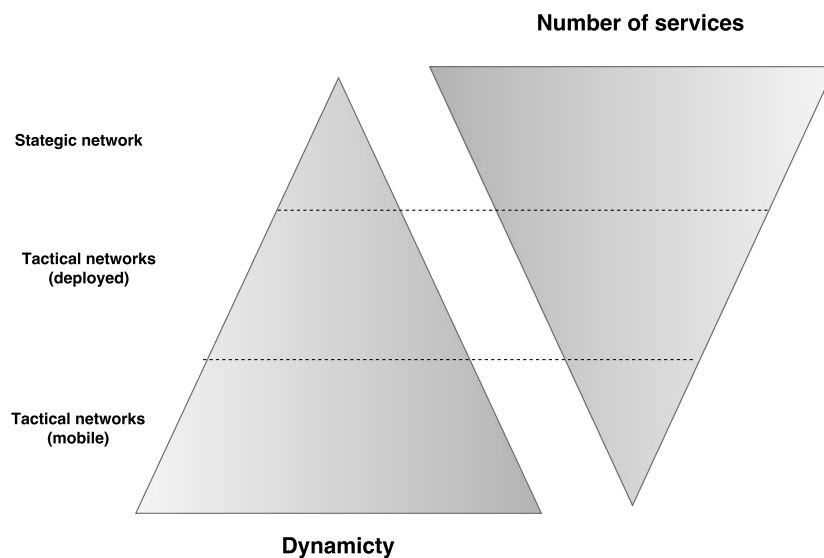 Number of services
Stategic network
Tactical networks
(deployed)
Tactical networks
(mobile)
Dynamicty